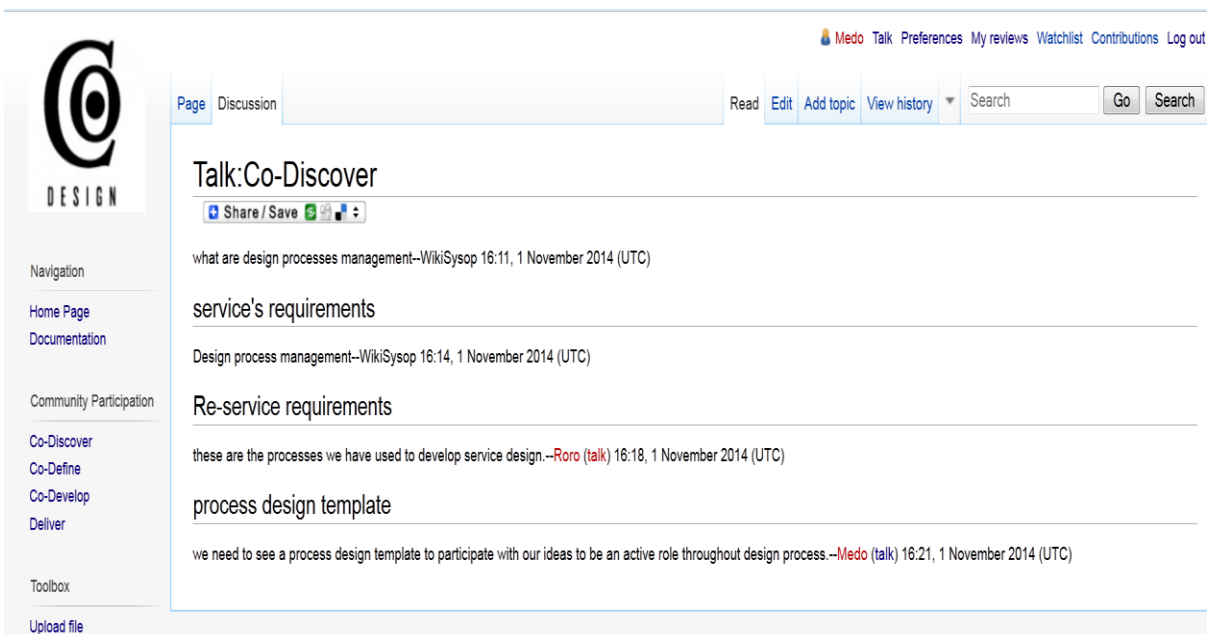 Medo Talk Preferences My reviews Watchlist Contributions Log out
Page Discussion Read Edit Add topic View history Search Go Search
CO
DESIGN
Talk:Co-Discover
Share / Save
what are design processes management--WikiSysop 16:11, 1 November 2014 (UTC)
service's requirements
Design process management--WikiSysop 16:14, 1 November 2014 (UTC)
Re-service requirements
these are the processes we have used to develop service design.--Roro (talk) 16:18, 1 November 2014 (UTC)
process design template
we need to see a process design template to participate with our ideas to be an active role throughout design process.--Medo (talk) 16:21, 1 November 2014 (UTC)
Navigation
Home Page
Documentation
Community Participation
Co-Discover
Co-Define
Co-Develop
Deliver
Toolbox
Upload file